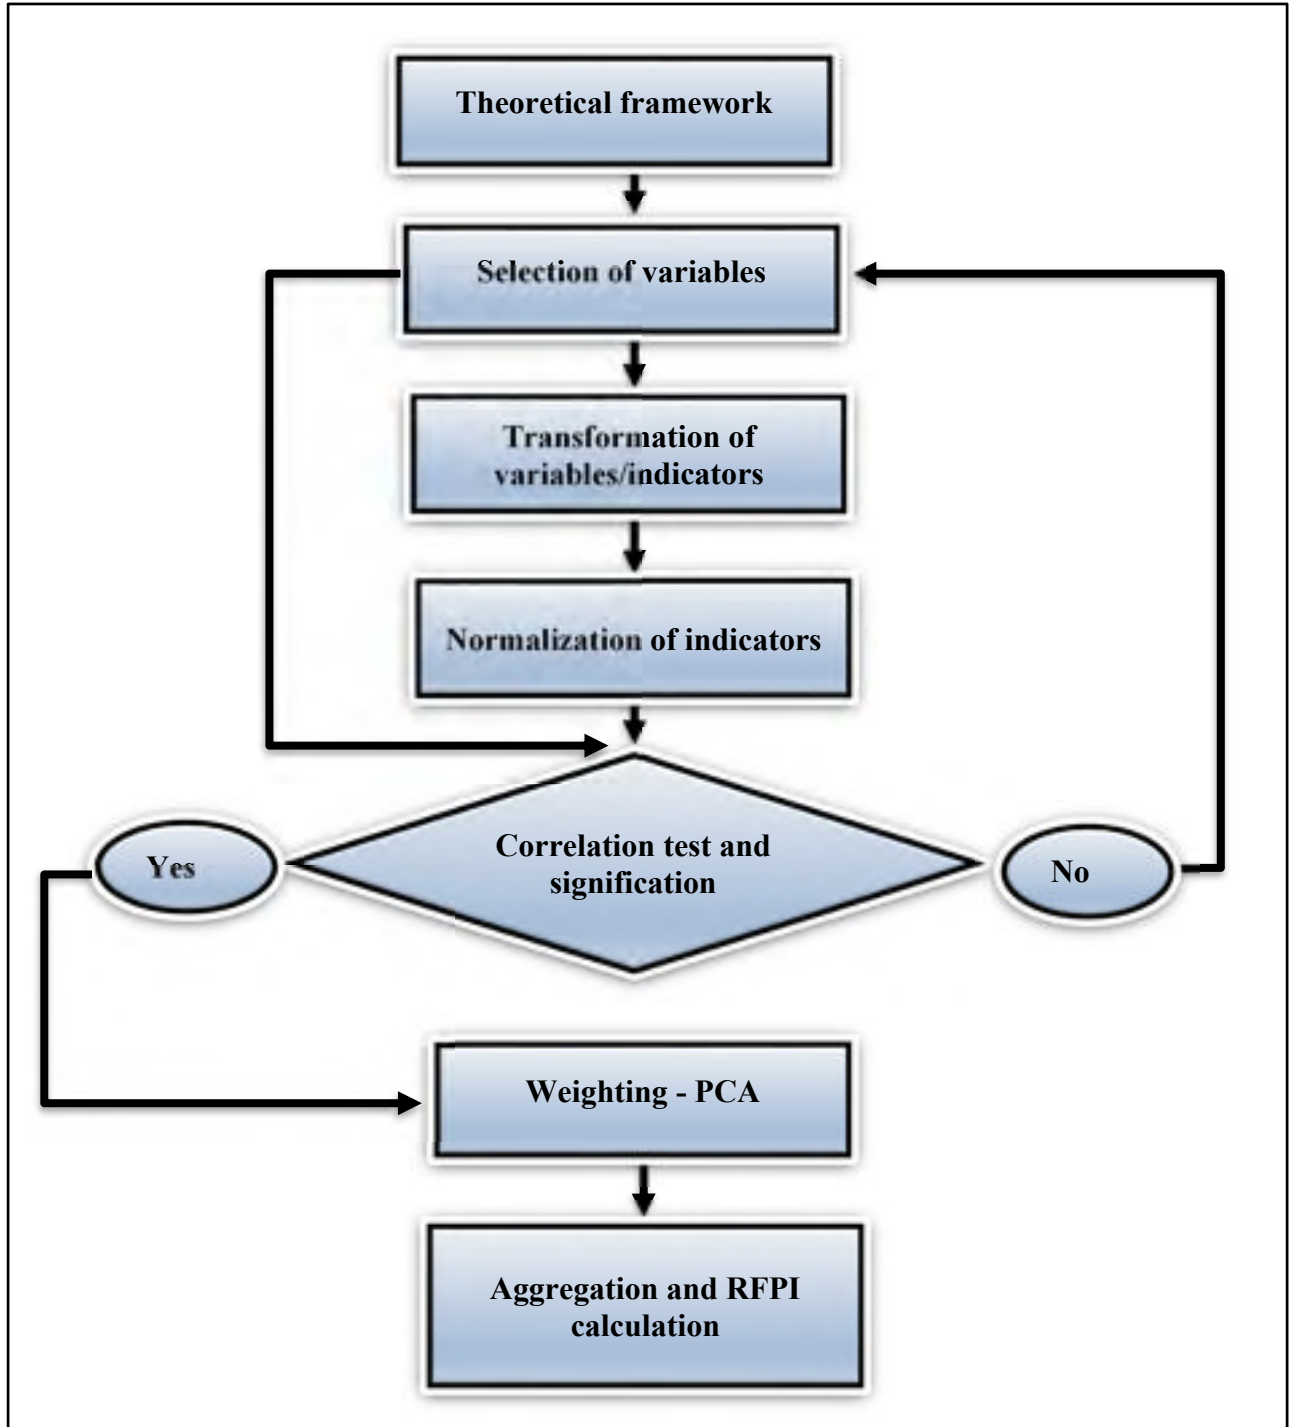 Theoretical framework
Selection of variables
Transformation of
variables/indicators
Normalization of indicators
Correlation test and
signification
Yes
No
Weighting - PCA
Aggregation and RFPI
calculation